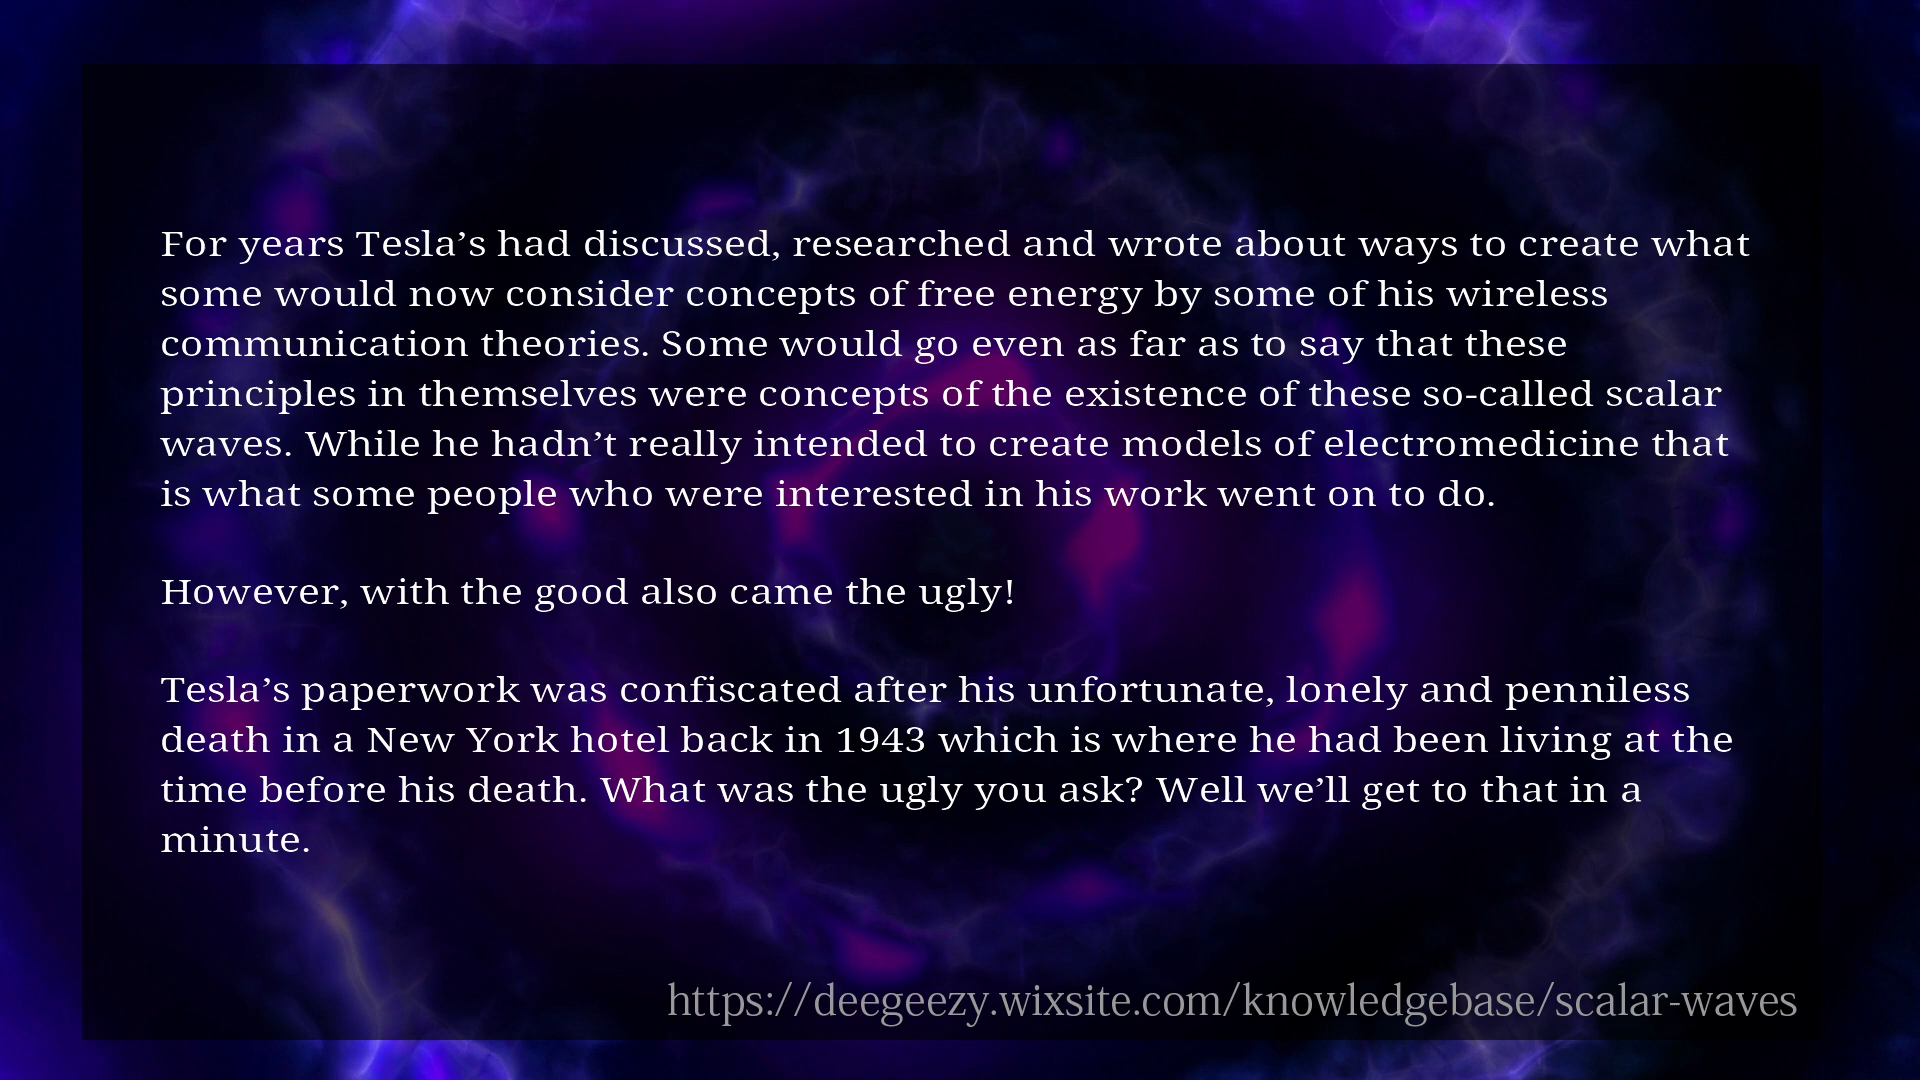 For years Tesla’s had discussed, researched and wrote about ways to create what
some would now consider concepts of free energy by some of his wireless
communication theories. Some would go even as far as to say that these
principles in themselves were concepts of the existence of these so-called scalar
waves. While he hadn’t really intended to create models of electromedicine that
is what some people who were interested in his work went on to do.
However, with the good also came the ugly!
Tesla’s paperwork was confiscated after his unfortunate, lonely and penniless
death in a New York hotel back in 1943 which is where he had been living at the
time before his death. What was the ugly you ask? Well we’ll get to that in a
minute.
https://deegeezy.wixsite.com/knowledgebase/scalar-waves